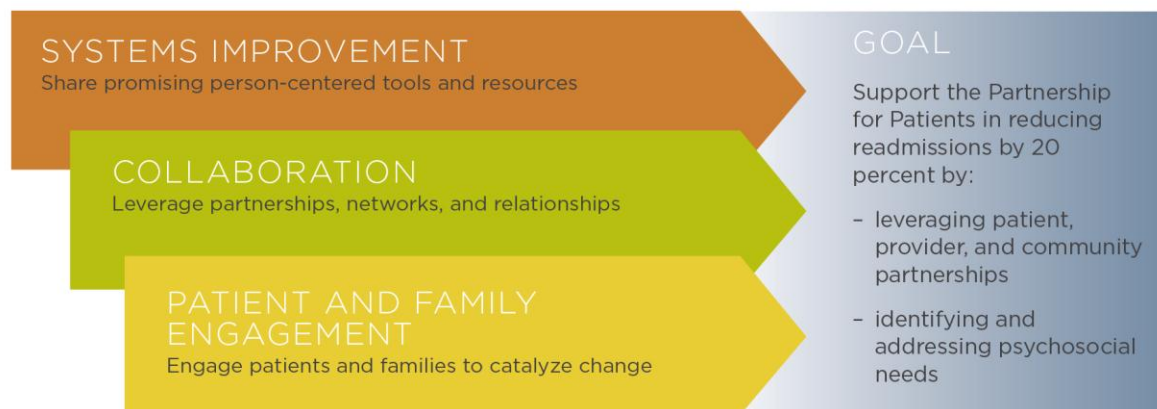 SYSTEMS IMPROVEMENT
Share promising person-centered tools and resources
COLLABORATION
Leverage partnerships, networks, and relationships
PATIENT AND FAMILY
ENGAGEMENT
Engage patients and families to catalyze change
GOAL
Support the Partnership
for Patients in reducing
readmissions by 20
percent by:
– leveraging patient,
provider, and community
partnerships
– identifying and
addressing psychosocial
needs